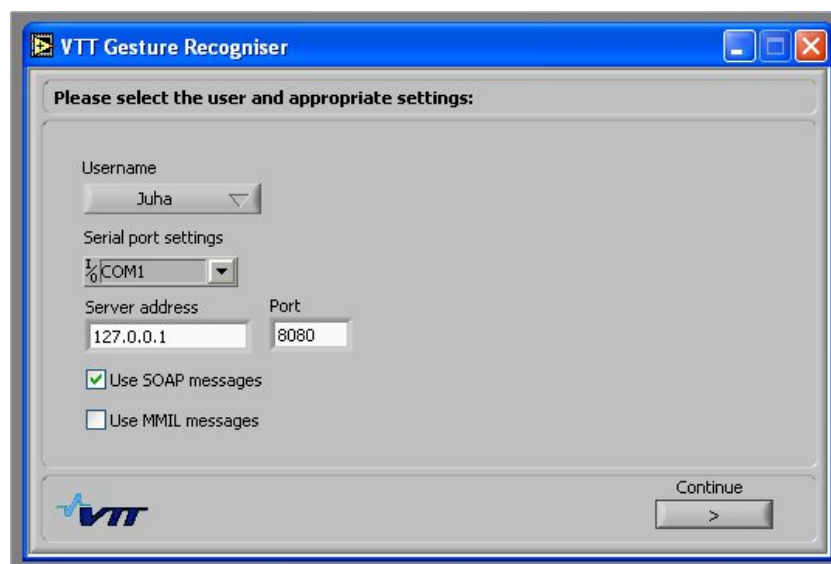 VTT Gesture Recogniser
Please select the user and appropriate settings:
Username
Juha
Serial port settings
I/O COM1
Server address Port
127.0.0.1 8080
Use SOAP messages
Use MMIL messages
Continue
>
VTT